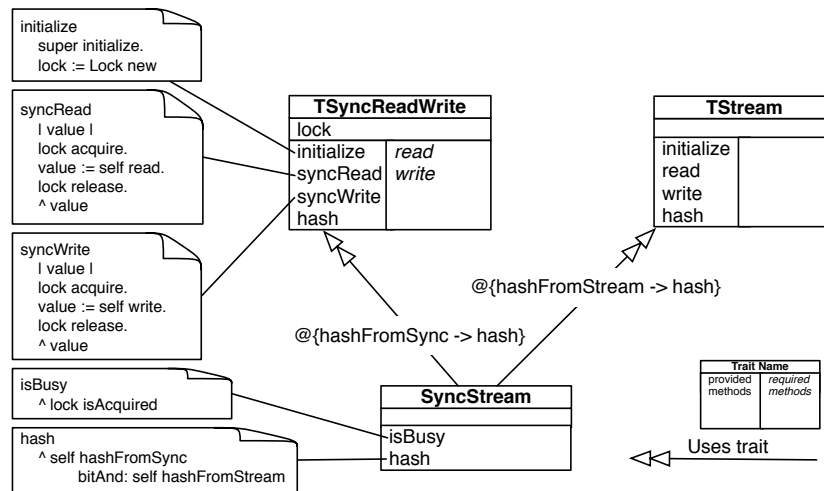 initialize
super initialize.
lock := Lock new
syncRead
| value |
lock acquire.
value := self read.
lock release.
^ value
syncWrite
| value |
lock acquire.
value := self write.
lock release.
^ value
isBusy
^ lock isAcquired
hash
^ self hashFromSync
bitAnd: self hashFromStream
TSyncReadWrite
lock
initialize read
syncRead write
syncWrite
hash
TStream
initialize
read
write
hash
@{hashFromStream -> hash}
@{hashFromSync -> hash}
SyncStream
isBusy
hash
Trait Name
provided required
methods methods
Uses trait